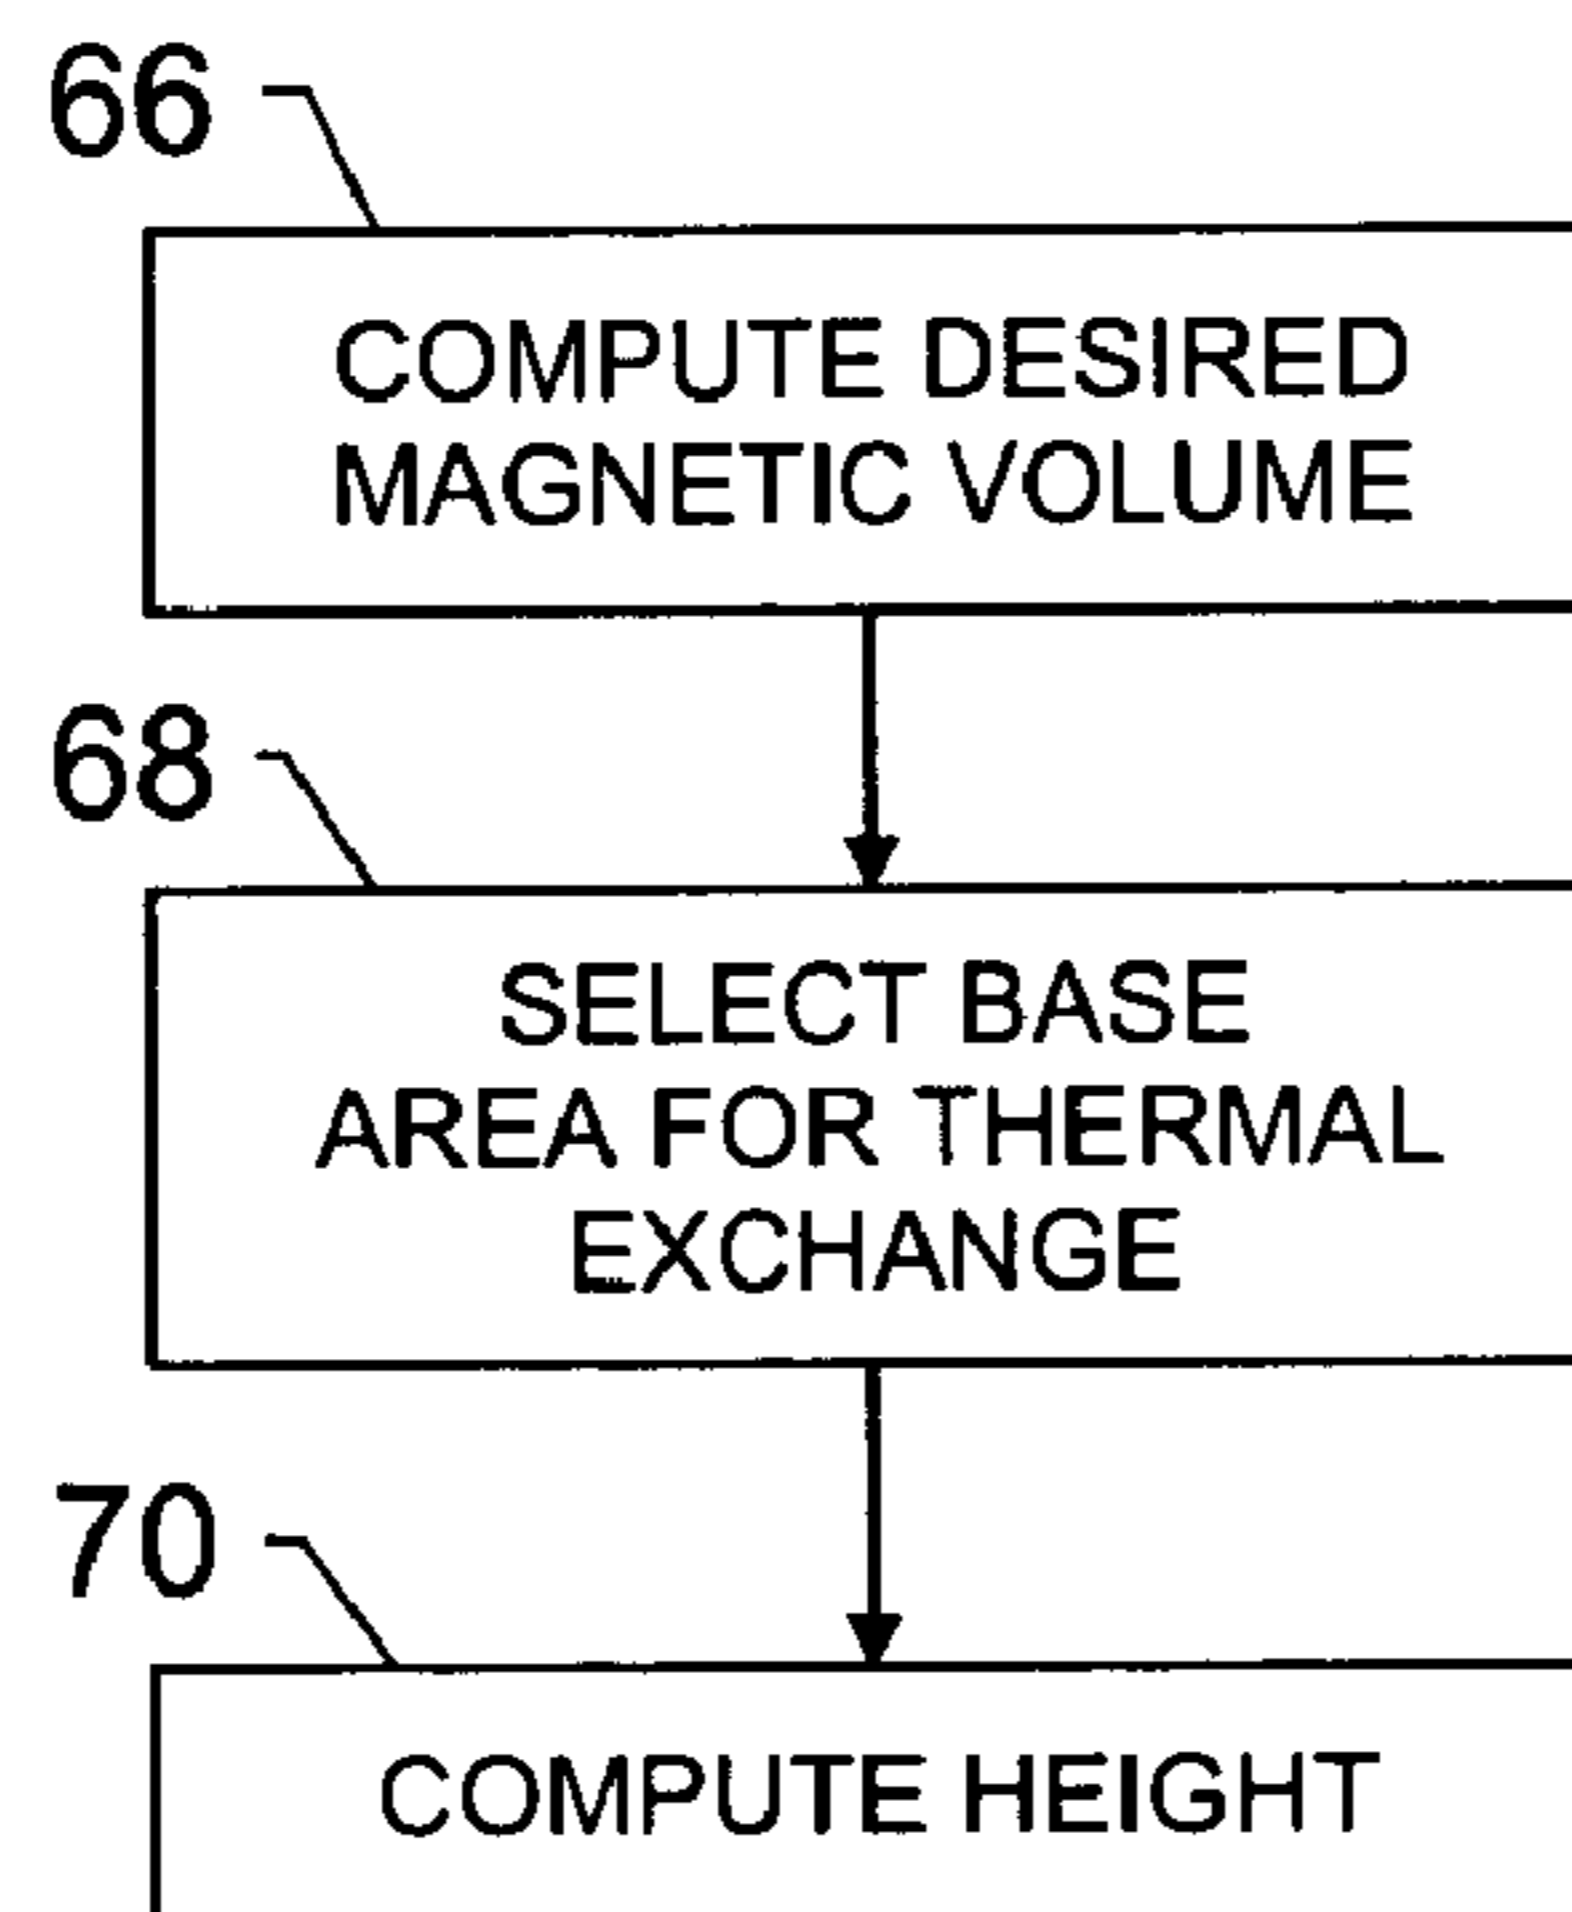 66
COMPUTE DESIRED
MAGNETIC VOLUME
68
SELECT BASE
AREA FOR THERMAL
EXCHANGE
70
COMPUTE HEIGHT